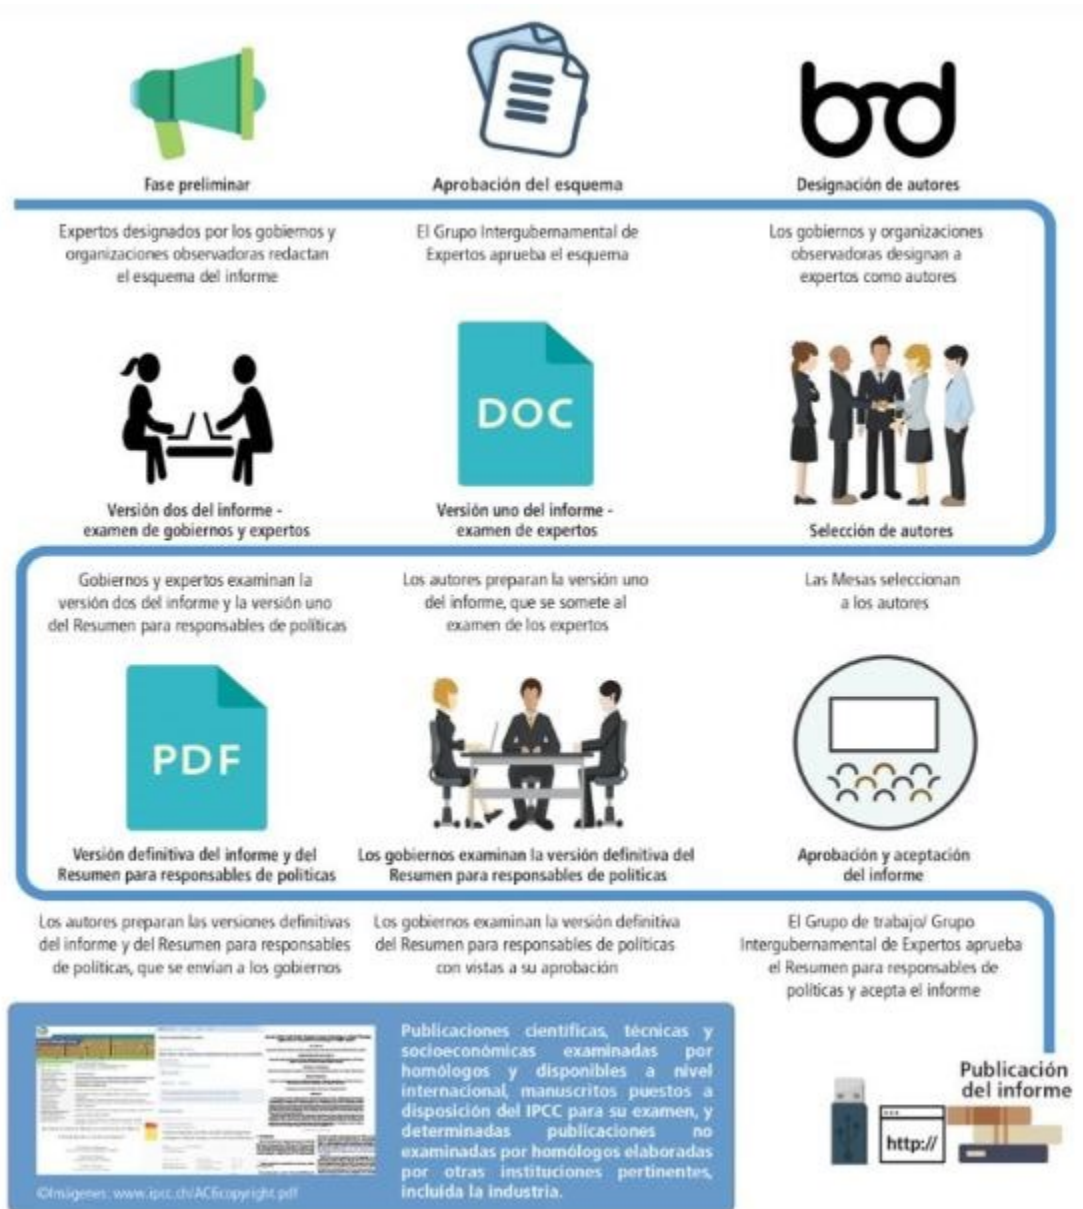 Fase preliminar
Aprobación del esquema
Designación de autores
Expertos designados por los gobiernos y
organizaciones observadoras redactan
el esquema del informe
El Grupo Intergubernamental de
Expertos aprueba el esquema
Los gobiernos y organizaciones
observadoras designan a
expertos como autores
DOC
Versión dos del informe -
examen de gobiernos y expertos
Versión uno del informe -
examen de expertos
Selección de autores
Gobiernos y expertos examinan la
versión dos del informe y la versión uno
del Resumen para responsables de políticas
Los autores preparan la versión uno
del informe, que se somete al
examen de los expertos
Las Mesas seleccionan
a los autores
PDF
Versión definitiva del informe y del
Resumen para responsables de políticas
Los gobiernos examinan la versión definitiva del
Resumen para responsables de políticas
Aprobación y aceptación
del informe
Los autores preparan las versiones definitivas
del informe y del Resumen para responsables
de políticas, que se envían a los gobiernos
Los gobiernos examinan la versión definitiva
del Resumen para responsables de políticas
con vistas a su aprobación
El Grupo de trabajo/ Grupo
Intergubernamental de Expertos aprueba
el Resumen para responsables de
políticas y acepta el informe
Publicaciones científicas, técnicas y
socioeconómicas examinadas por
homólogos y disponibles a nivel
internacional, manuscritos puestos a
disposición del IPCC para su examen, y
determinadas publicaciones no
examinadas por homólogos elaboradas
por otras instituciones pertinentes,
incluida la industria.
©Imágenes: www.ipcc.ch/AC6copyright.pdf
Publicación
del informe
http://